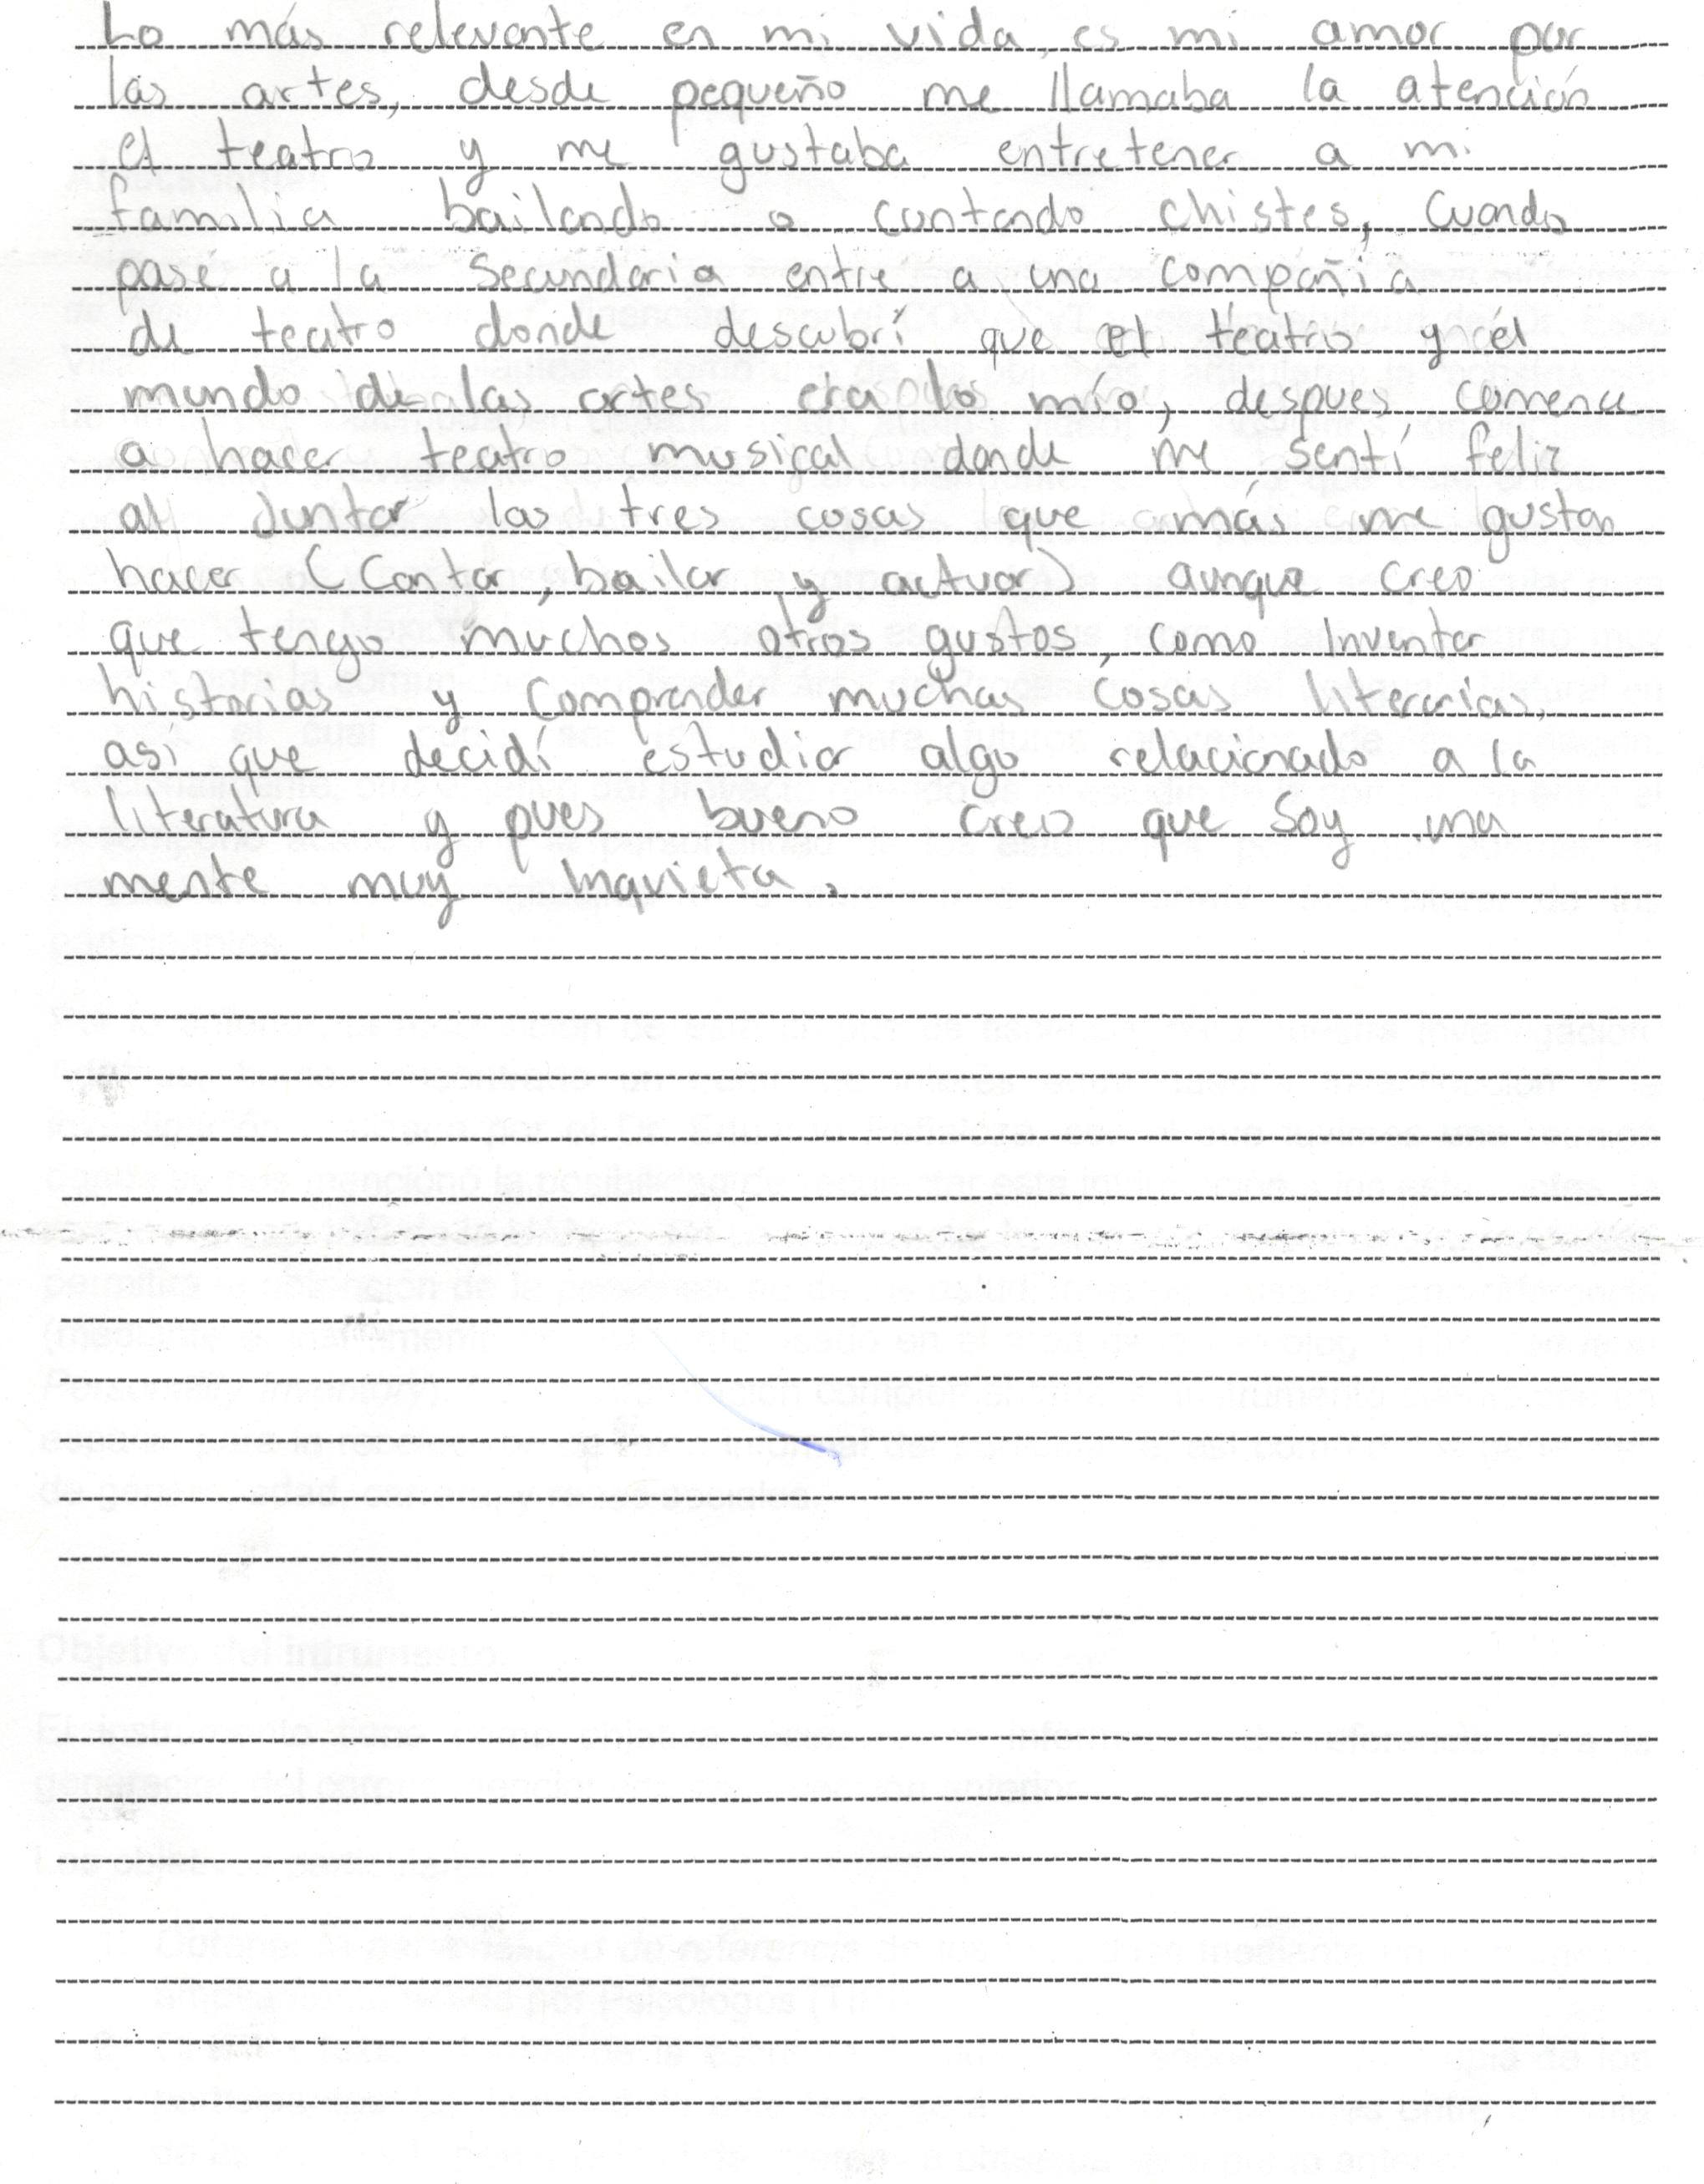 Lo más relevante en mi vida, es mi amor por
las artes, desde pequeño me llamaba la atención
el teatro y me gustaba entretener a mi
familia bailando o contando chistes, Cuando
pasé a la Secundaria entre a una compañia
de teatro donde descubrí que el teatro y el
mundo de las artes era lo mío, despues comence
a hacer teatro musical donde me sentí feliz
al Juntar las tres cosas que más me gustan
hacer (Cantar, bailar y actuar) aunque creo
que tengo muchos otros gustos, como Inventar
historias y Comprender muchas cosas literarias,
asi que decidí estudiar algo relacionado a la
literatura y pues bueno creo que Soy una
mente muy Inquieta.